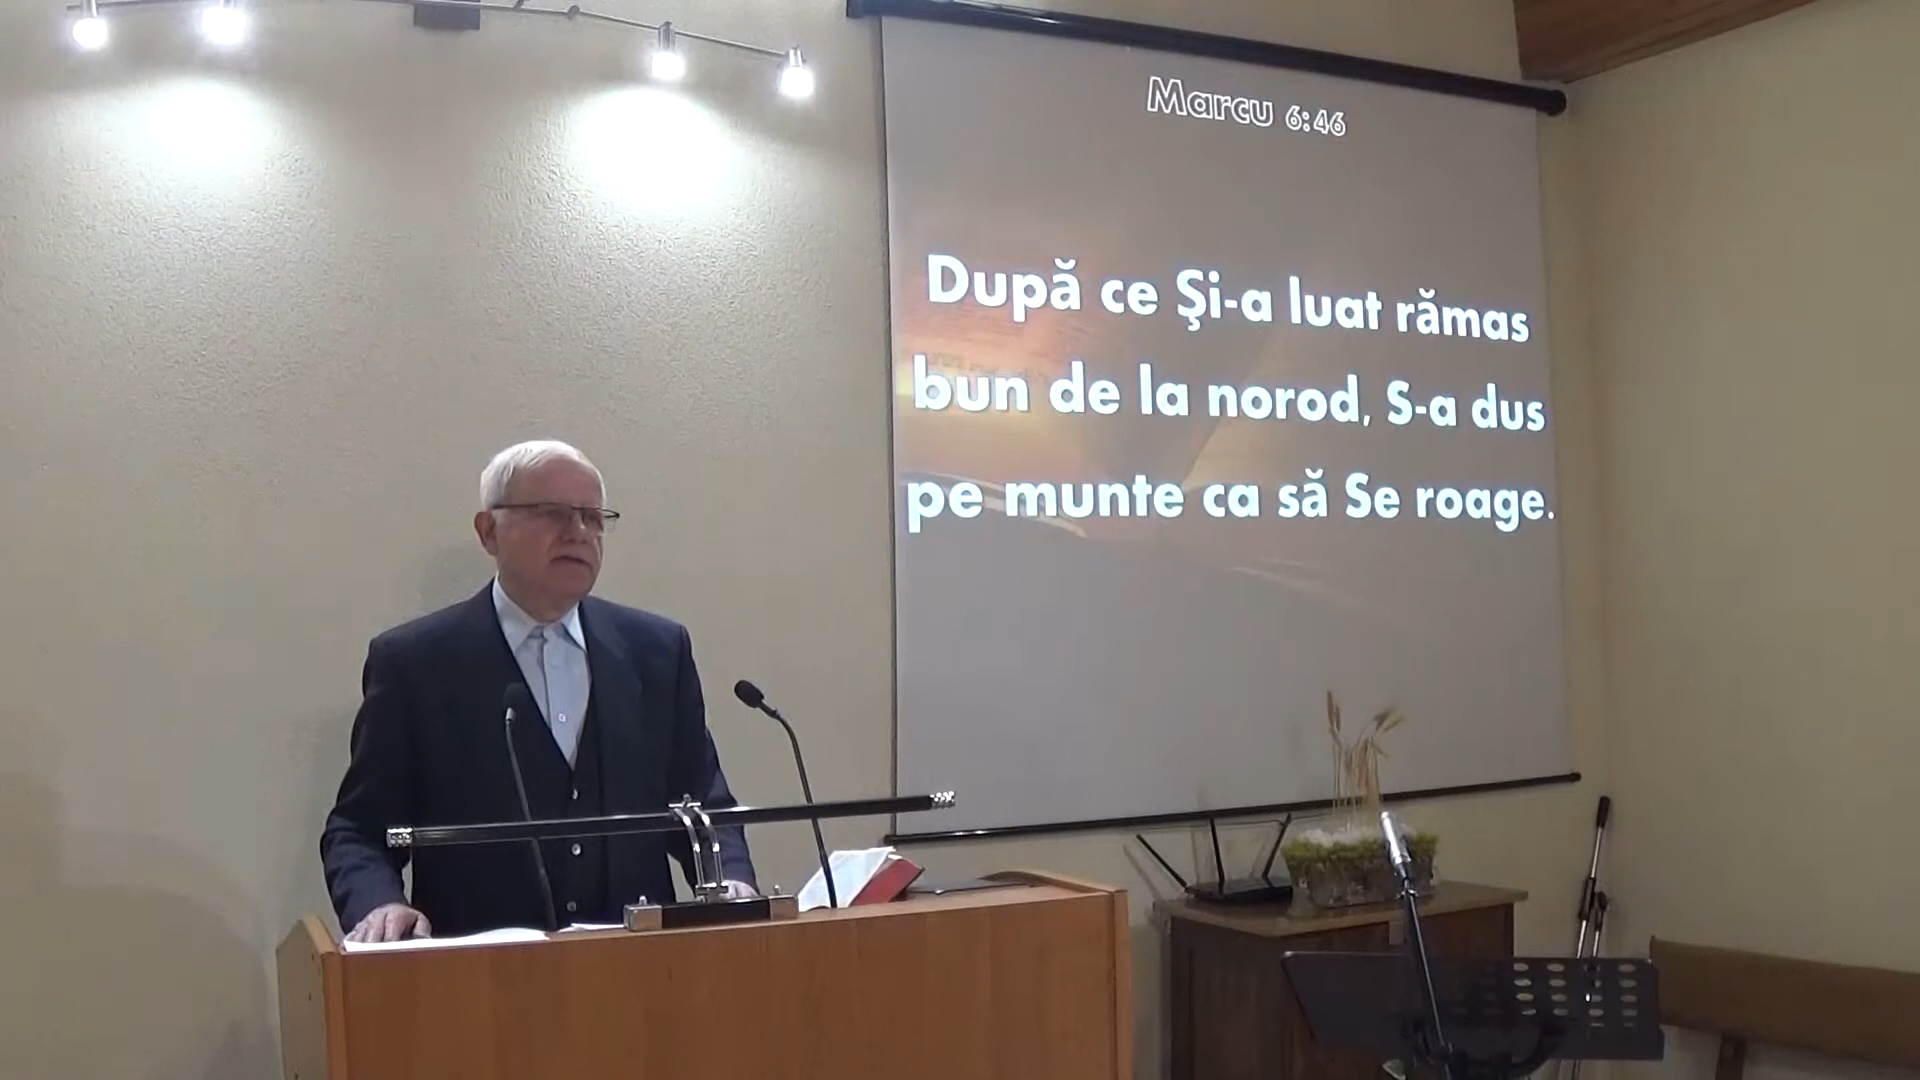 Marcu 6:46
După ce Şi-a luat rămas
bun de la norod, S-a dus
pe munte ca să Se roage.